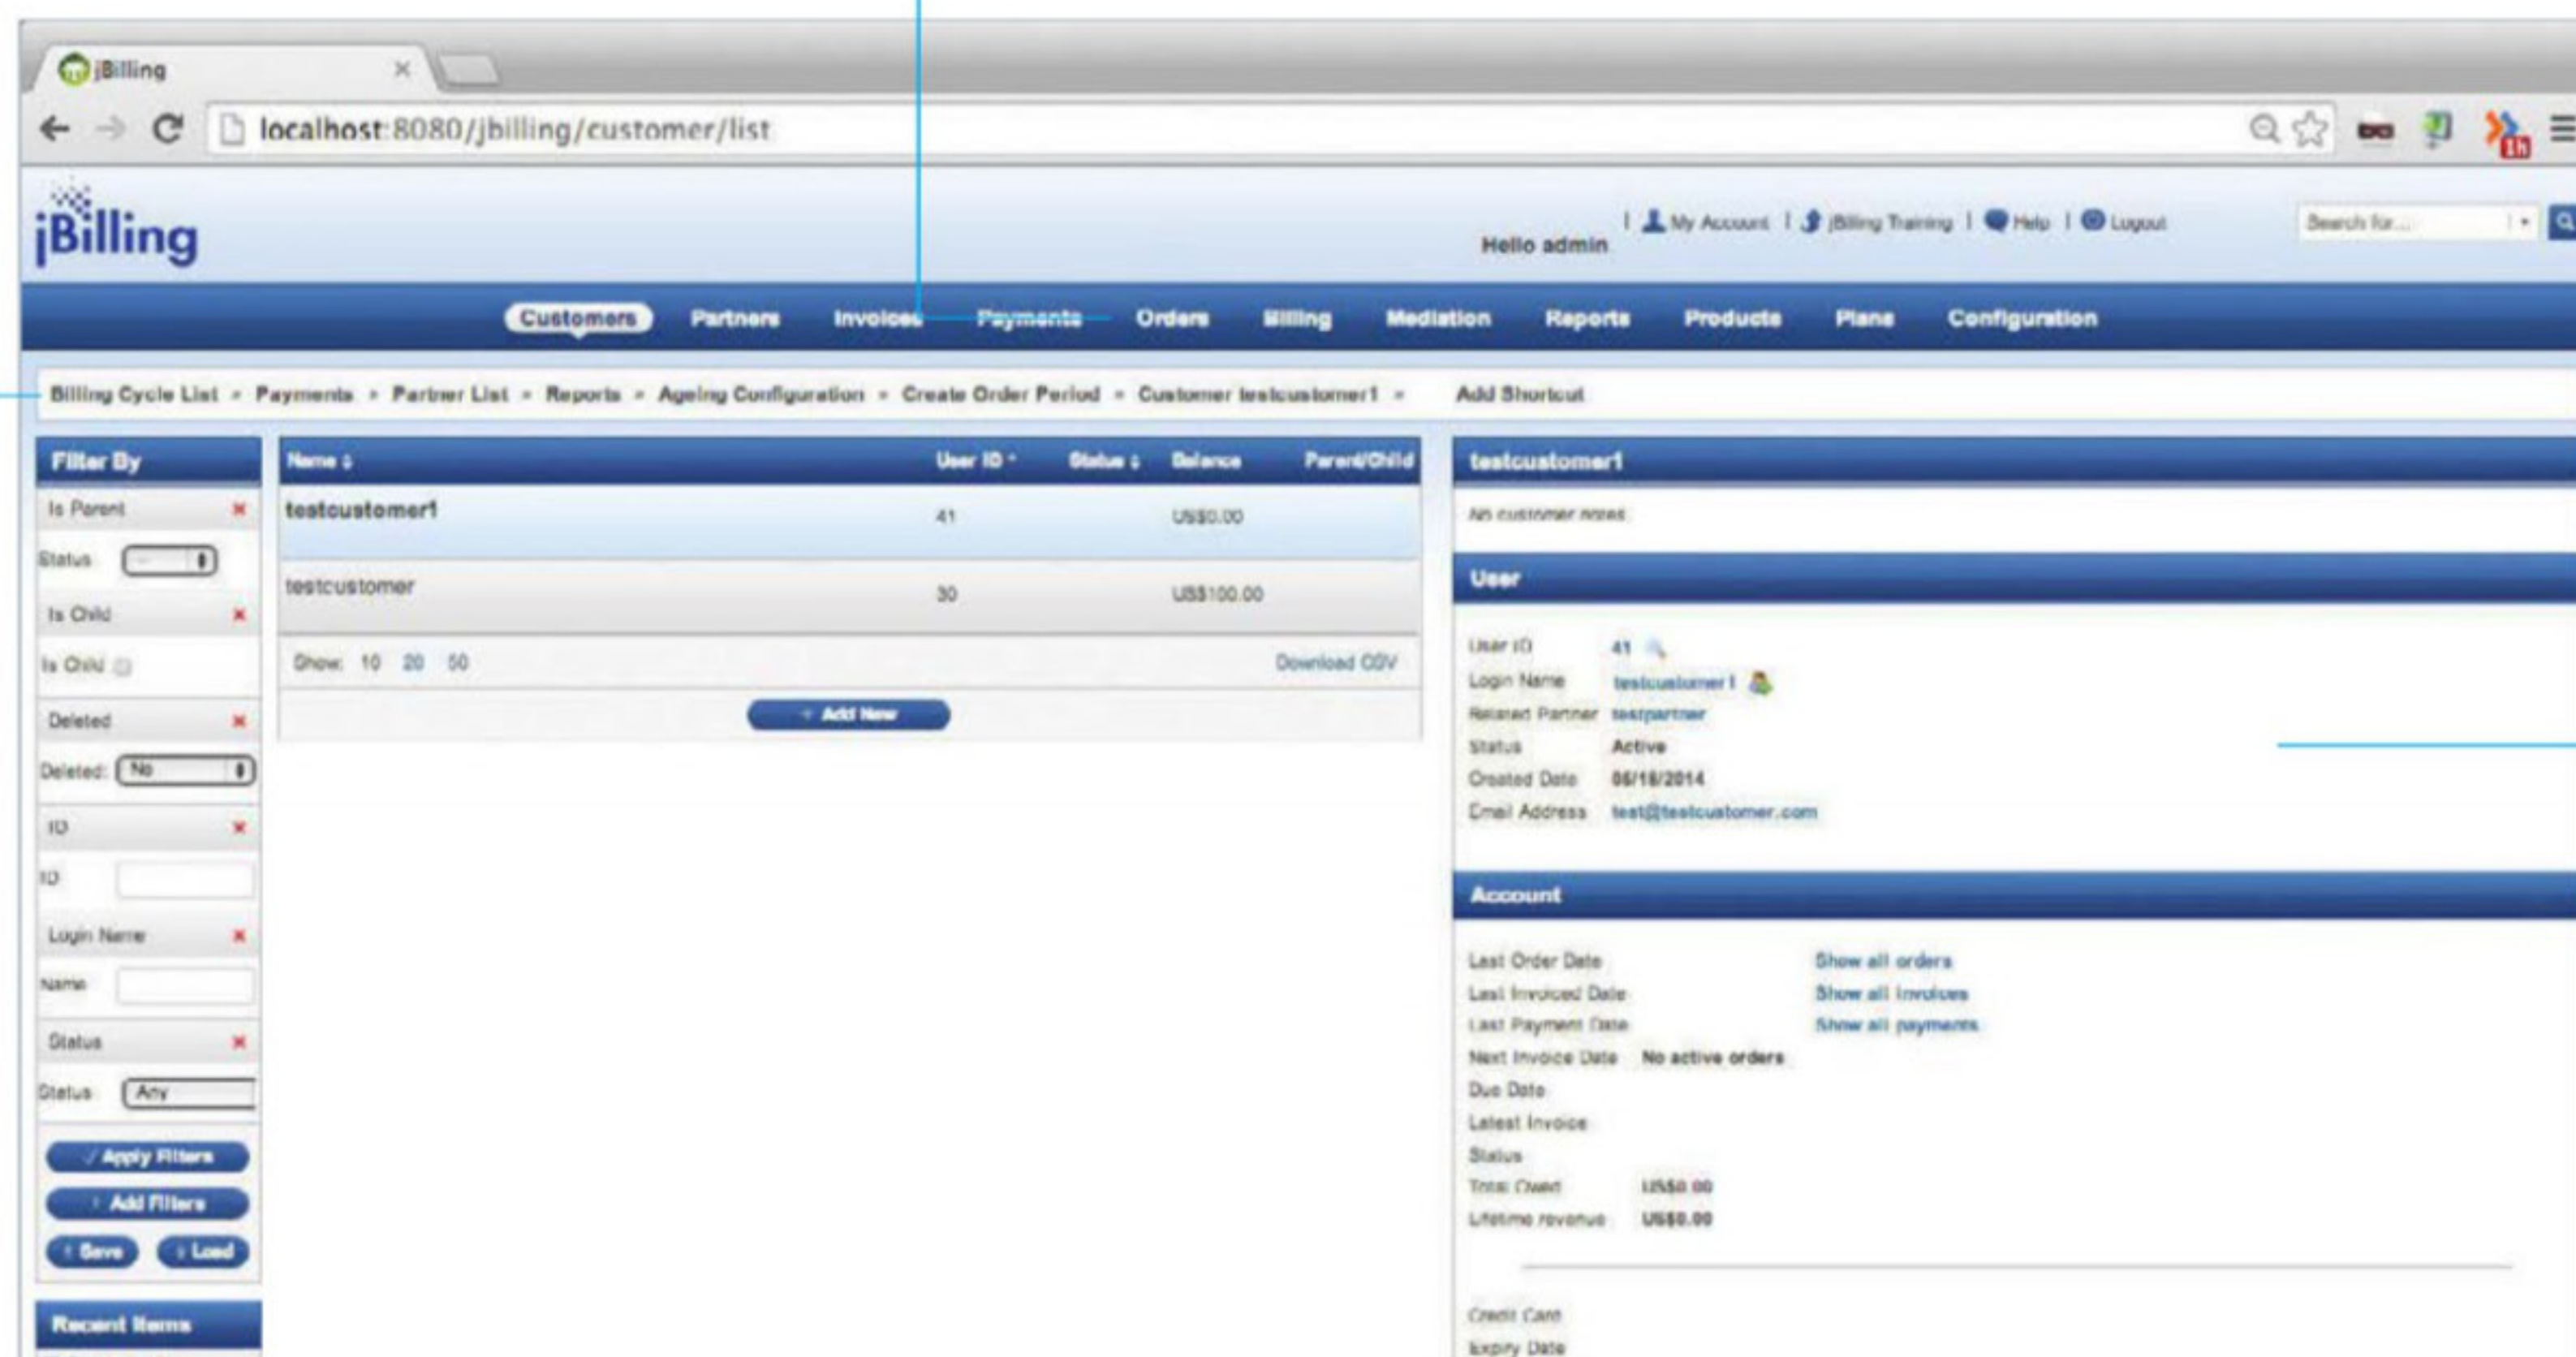 jBilling
localhost:8080/jbilling/customer/list
1h
jBilling
Hello admin | My Account | jBilling Training | Help | Logout
Search for...
Customers Partners Invoices Payments Orders Billing Mediation Reports Products Plans Configuration
Billing Cycle List » Payments » Partner List » Reports » Ageing Configuration » Create Order Period » Customer testcustomer1 » Add Shortcut
Filter By
Is Parent
Status --
Is Child
Is Child
Deleted
Deleted: No
ID
ID
Login Name
Name
Status
Status Any
Apply Filters
Add Filters
Save Load
Recent Items
Name User ID Status Balance Parent/Child
testcustomer1 41 US$0.00
testcustomer 30 US$100.00
Show: 10 20 50 Download CSV
+ Add New
testcustomer1
No customer notes.
User
User ID 41
Login Name testcustomer1
Related Partner testpartner
Status Active
Created Date 06/18/2014
Email Address test@testcustomer.com
Account
Last Order Date Show all orders
Last Invoiced Date Show all invoices
Last Payment Date Show all payments
Next Invoice Date No active orders
Due Date
Latest Invoice
Status
Total Owed US$0.00
Lifetime revenue US$0.00
Credit Card
Expiry Date